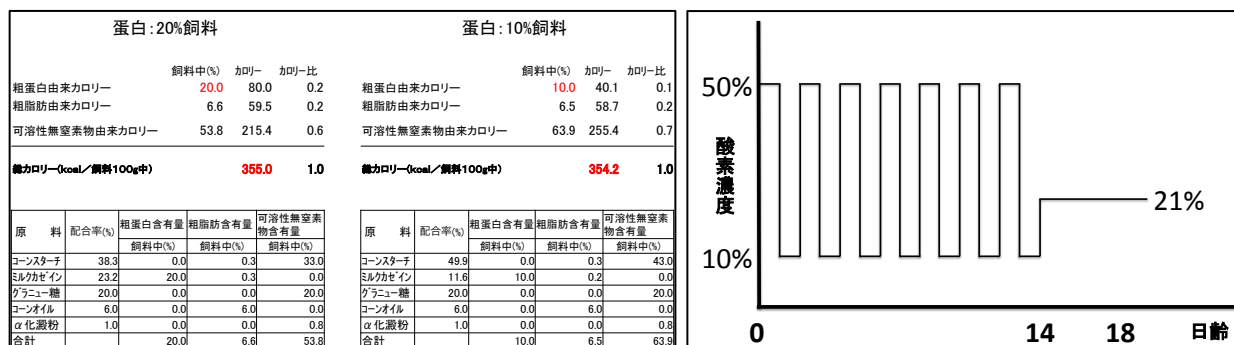 蛋白:20%飼料
飼料中(%) カロリー カロリー比
粗蛋白由来カロリー 20.0 80.0 0.2
粗脂肪由来カロリー 6.6 59.5 0.2
可溶性無窒素物由来カロリー 53.8 215.4 0.6
総カロリー(kcal/飼料100g中) 355.0 1.0
原 料 配合率(%) 粗蛋白含有量 粗脂肪含有量 可溶性無窒素物含有量
飼料中(%) 飼料中(%) 飼料中(%)
コーンスターチ 38.3 0.0 0.3 33.0
ミルクカゼイン 23.2 20.0 0.3 0.0
グラニュー糖 20.0 0.0 0.0 20.0
コーンオイル 6.0 0.0 6.0 0.0
α化澱粉 1.0 0.0 0.0 0.8
合計 20.0 6.6 53.8
蛋白:10%飼料
飼料中(%) カロリー カロリー比
粗蛋白由来カロリー 10.0 40.1 0.1
粗脂肪由来カロリー 6.5 58.7 0.2
可溶性無窒素物由来カロリー 63.9 255.4 0.7
総カロリー(kcal/飼料100g中) 354.2 1.0
原 料 配合率(%) 粗蛋白含有量 粗脂肪含有量 可溶性無窒素物含有量
飼料中(%) 飼料中(%) 飼料中(%)
コーンスターチ 49.9 0.0 0.3 43.0
ミルクカゼイン 11.6 10.0 0.2 0.0
グラニュー糖 20.0 0.0 0.0 20.0
コーンオイル 6.0 0.0 6.0 0.0
α化澱粉 1.0 0.0 0.0 0.8
合計 10.0 6.5 63.9
50%
酸素濃度
10%
21%
0 14 18 日齢